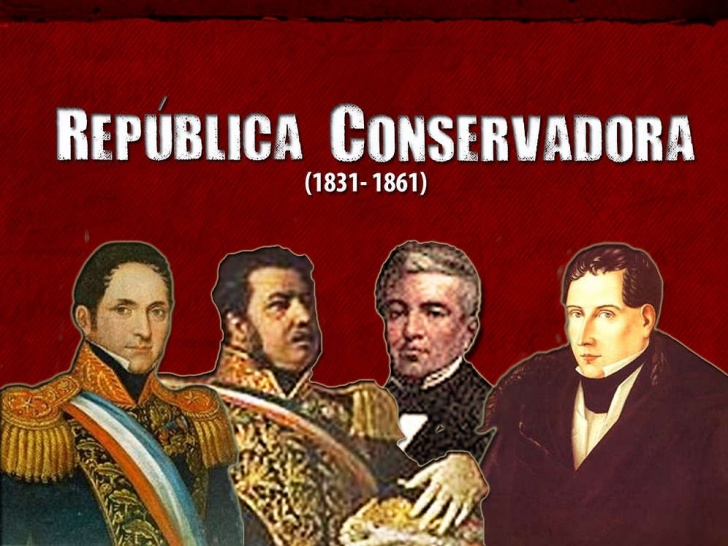 REPÚBLICA CONSERVADORA
(1831- 1861)